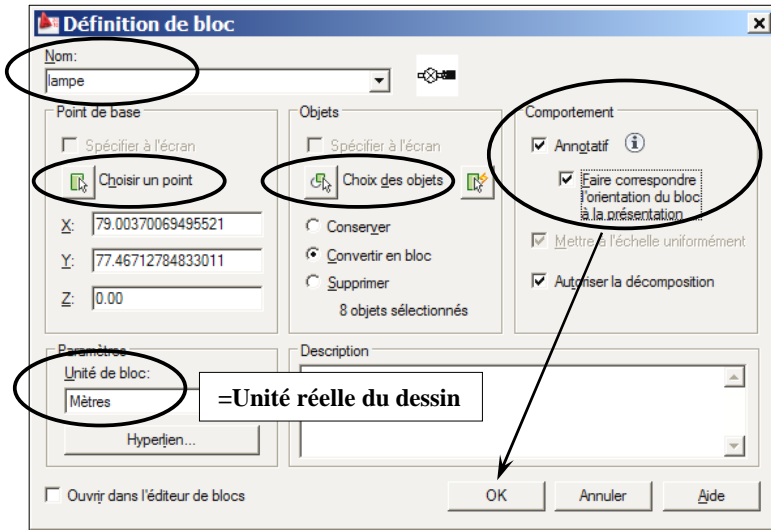 Définition de bloc
Nom:
lampe
Point de base
Spécifier à l'écran
Choisir un point
X: 79.00370069495521
Y: 77.46712784833011
Z: 0.00
Objets
Spécifier à l'écran
Choix des objets
Conserver
Convertir en bloc
Supprimer
8 objets sélectionnés
Comportement
Annotatif
Faire correspondre
l'orientation du bloc
à la présentation
Mettre à l'échelle uniformément
Autoriser la décomposition
Paramètres
Unité de bloc:
Mètres
=Unité réelle du dessin
Hyperlien...
Description
Ouvrir dans l'éditeur de blocs
OK
Annuler
Aide